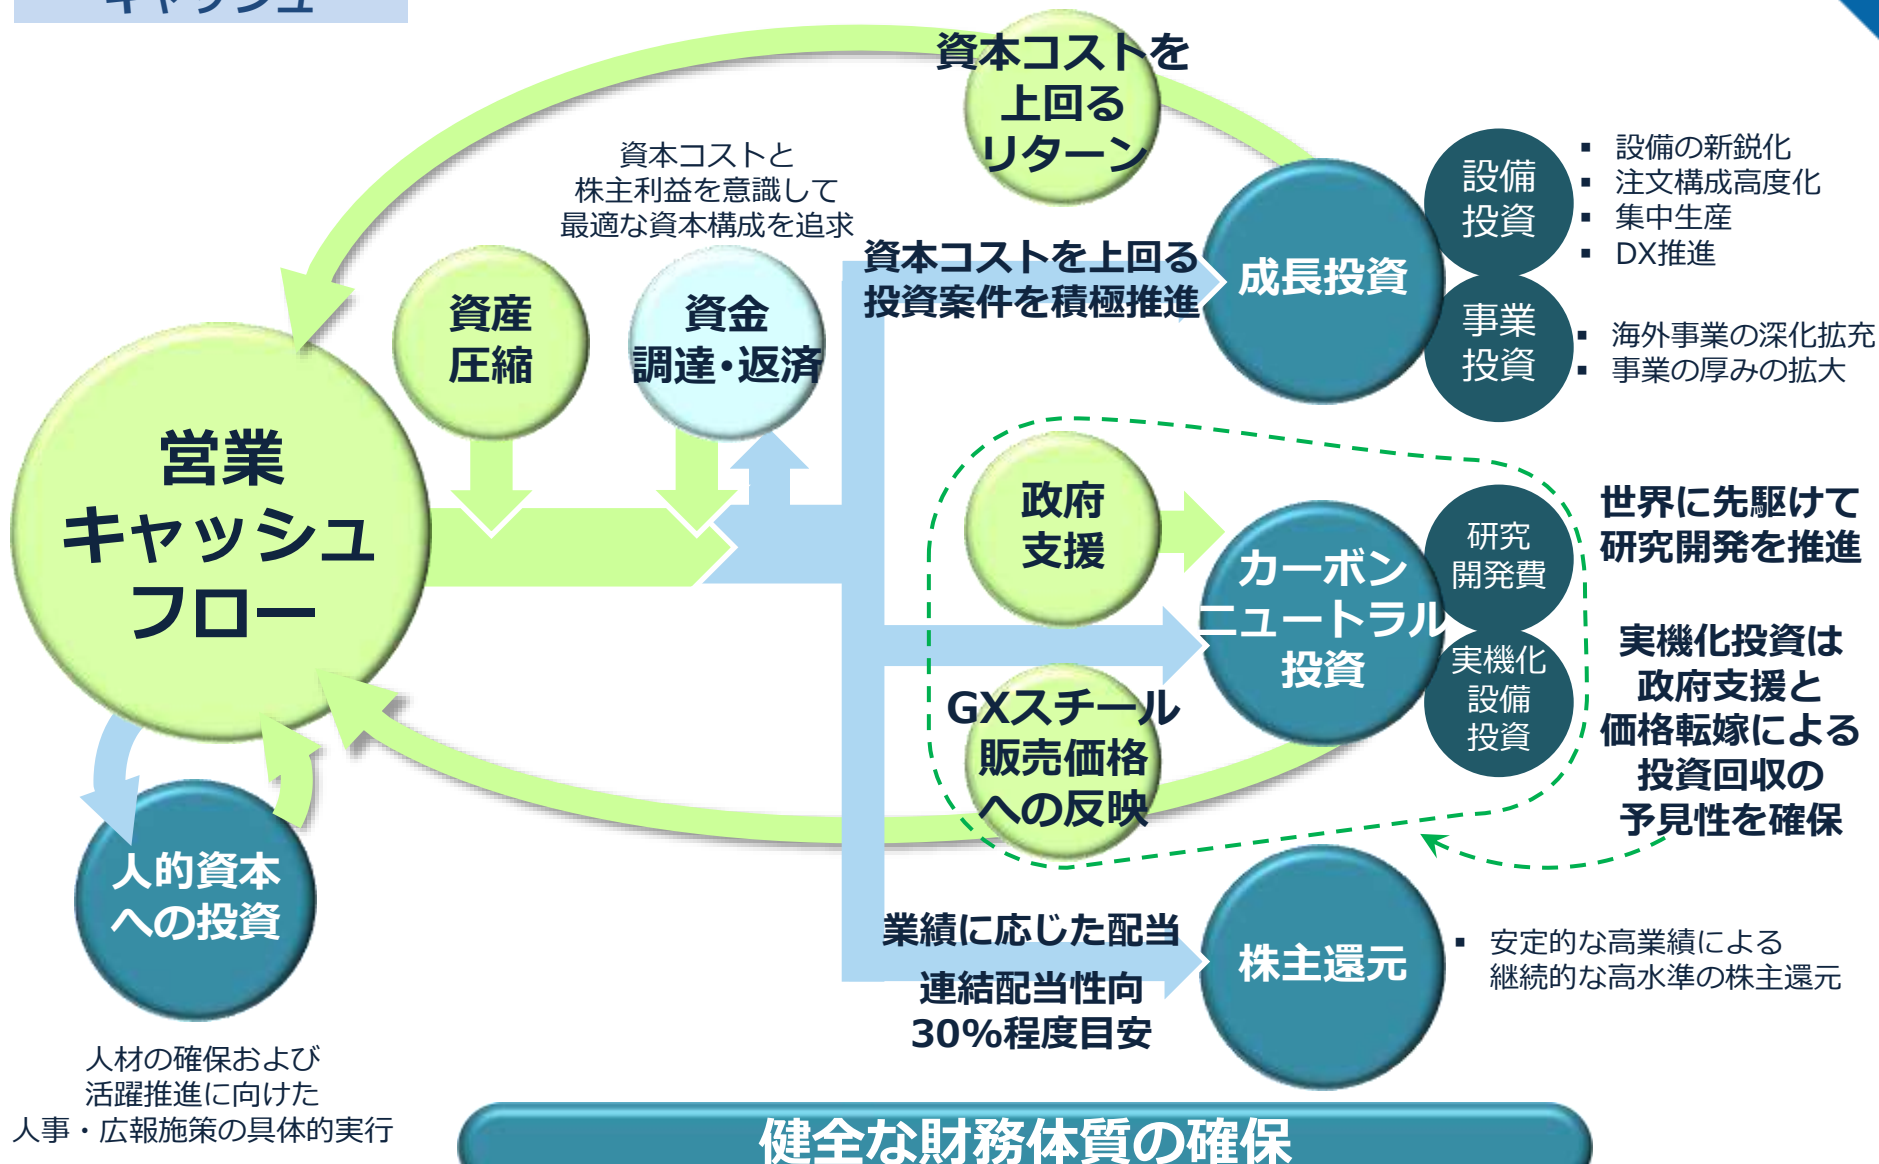 キャッシュ
資本コストを
上回る
リターン
資本コストと
株主利益を意識して
最適な資本構成を追求
設備
投資
▪ 設備の新鋭化
▪ 注文構成高度化
▪ 集中生産
▪ DX推進
資本コストを上回る
投資案件を積極推進
成長投資
資産
圧縮
資金
調達・返済
事業
投資
▪ 海外事業の深化拡充
▪ 事業の厚みの拡大
営業
キャッシュ
フロー
政府
支援
カーボン
ニュートラル
投資
研究
開発費
世界に先駆けて
研究開発を推進
実機化
設備
投資
実機化投資は
政府支援と
価格転嫁による
投資回収の
予見性を確保
GXスチール
販売価格
への反映
人的資本
への投資
業績に応じた配当
連結配当性向
30%程度目安
株主還元
▪ 安定的な高業績による
継続的な高水準の株主還元
人材の確保および
活躍推進に向けた
人事・広報施策の具体的実行
健全な財務体質の確保